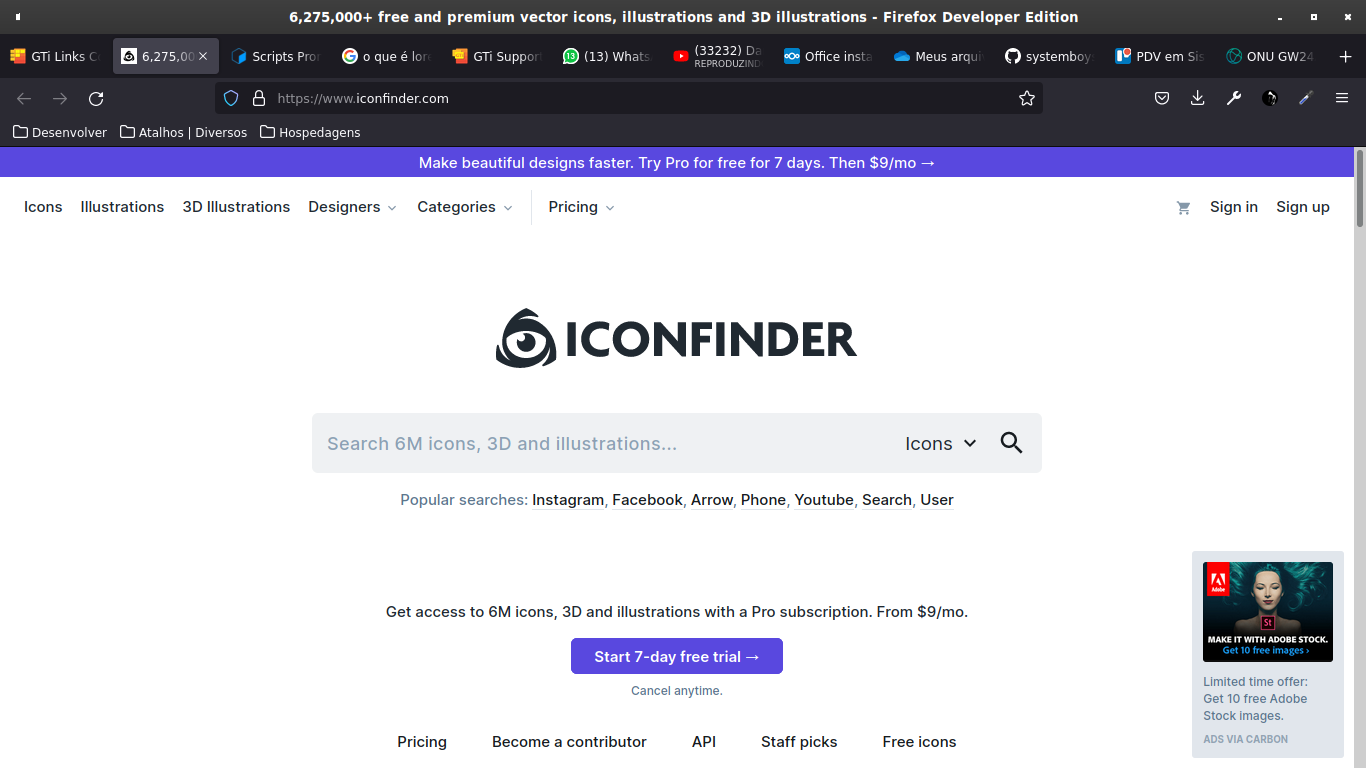 6,275,000+ free and premium vector icons, illustrations and 3D illustrations - Firefox Developer Edition
GTi Links C 6,275,00 Scripts Pro o que é lor GTi Support (13) Whats (33232) Da Office insta Meus arqui systemboy PDV em Sis ONU GW24
REPRODUZIND
https://www.iconfinder.com
Desenvolver Atalhos | Diversos Hospedagens
Make beautiful designs faster. Try Pro for free for 7 days. Then $9/mo →
Icons Illustrations 3D Illustrations Designers Categories Pricing Sign in Sign up
ICONFINDER
Search 6M icons, 3D and illustrations... Icons
Popular searches: Instagram, Facebook, Arrow, Phone, Youtube, Search, User
Get access to 6M icons, 3D and illustrations with a Pro subscription. From $9/mo.
Start 7-day free trial →
Cancel anytime.
Pricing Become a contributor API Staff picks Free icons
Adobe
St
MAKE IT WITH ADOBE STOCK.
Get 10 free images ›
Limited time offer:
Get 10 free Adobe
Stock images.
ADS VIA CARBON